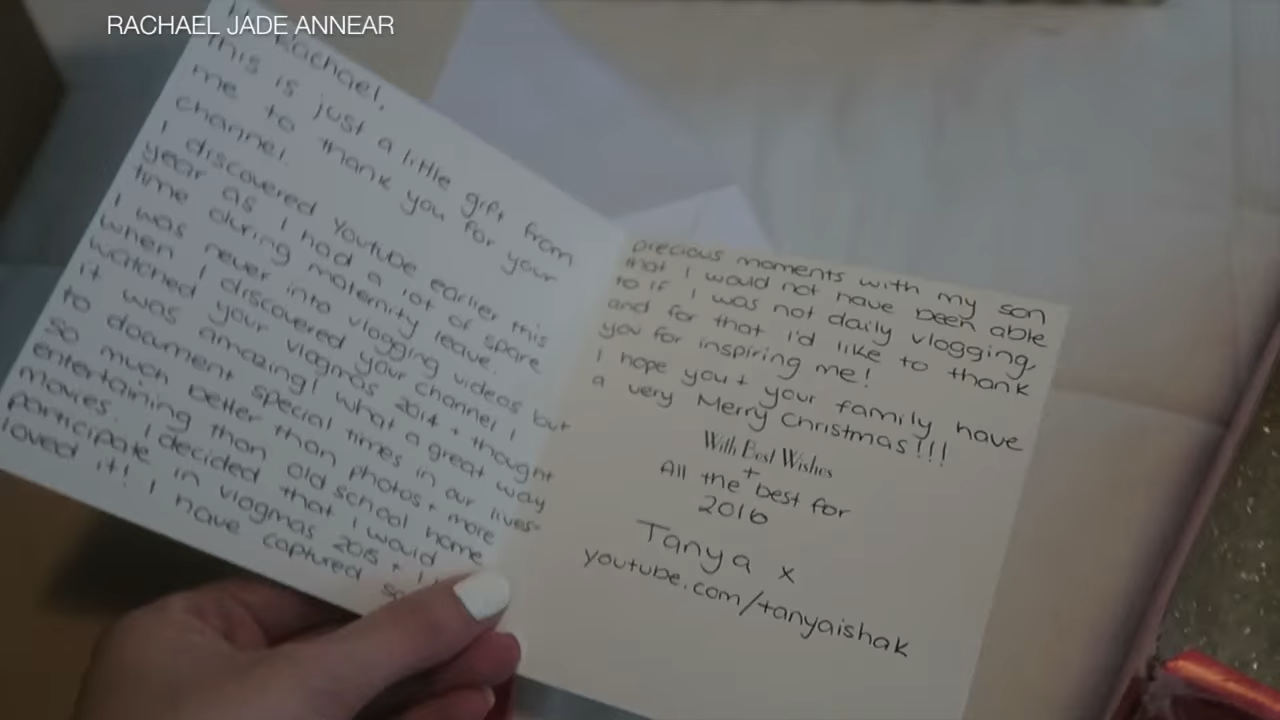 RACHAEL JADE ANNEAR
Rachael,
This is just a little gift from
me to thank you for your
channel.
I discovered Youtube earlier this
year as I had a lot of spare
time during maternity leave.
I was never into vlogging videos but
when I discovered your channel I
watched your vlogmas 2014 + thought
it was amazing! What a great way
to document special times in our lives-
so much better than photos + more
entertaining than old school home
movies. I decided that I would
participate in vlogmas 2015 +
loved it! I have captured
precious moments with my son
that I would not have been able
to if I was not daily vlogging,
and for that I'd like to thank
you for inspiring me!
I hope you + your family have
a very Merry Christmas!!!
With Best Wishes
+
All the best for
2016
Tanya x
youtube.com/tanyaishak